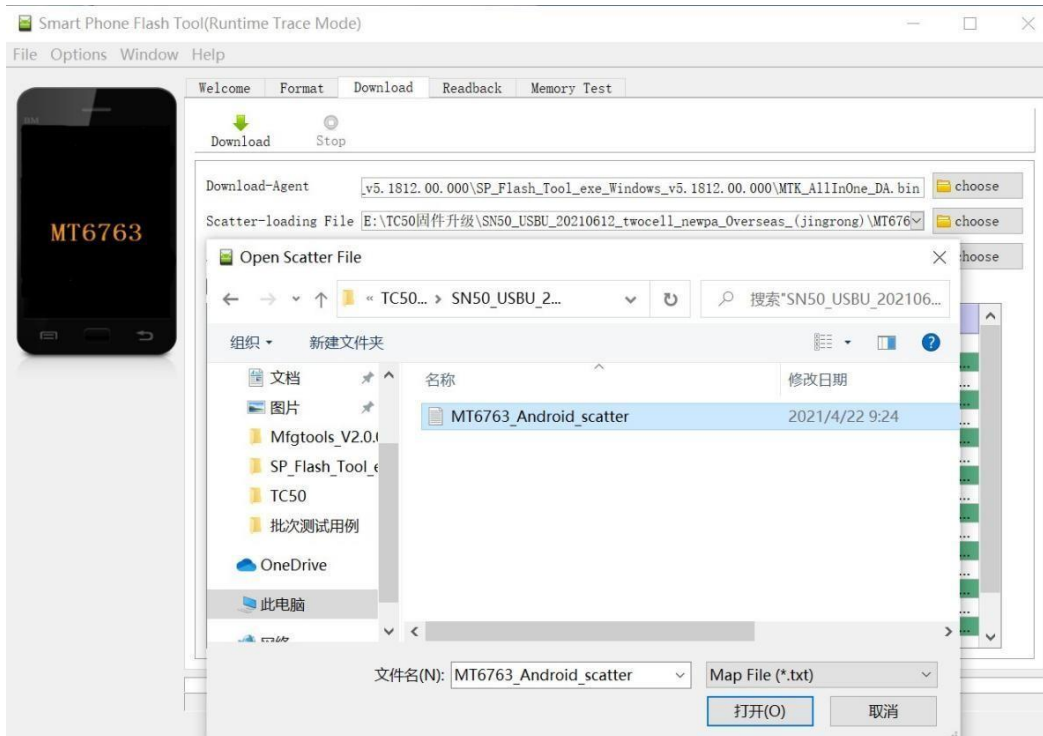 Smart Phone Flash Tool(Runtime Trace Mode)
File Options Window Help
Welcome Format Download Readback Memory Test
Download Stop
BM
MT6763
Download-Agent _v5.1812.00.000\SP_Flash_Tool_exe_Windows_v5.1812.00.000\MTK_AllInOne_DA.bin choose
Scatter-loading File E:\TC50固件升级\SN50_USBU_20210612_twocell_newpa_Overseas_(jingrong)\MT676 choose
choose
Open Scatter File
« TC50... › SN50_USBU_2... 搜索"SN50_USBU_202106...
组织 新建文件夹
名称 修改日期
文档
图片
Mfgtools_V2.0.
SP_Flash_Tool_e
TC50
批次测试用例
OneDrive
此电脑
网络
MT6763_Android_scatter 2021/4/22 9:24
文件名(N): MT6763_Android_scatter Map File (*.txt)
打开(O) 取消